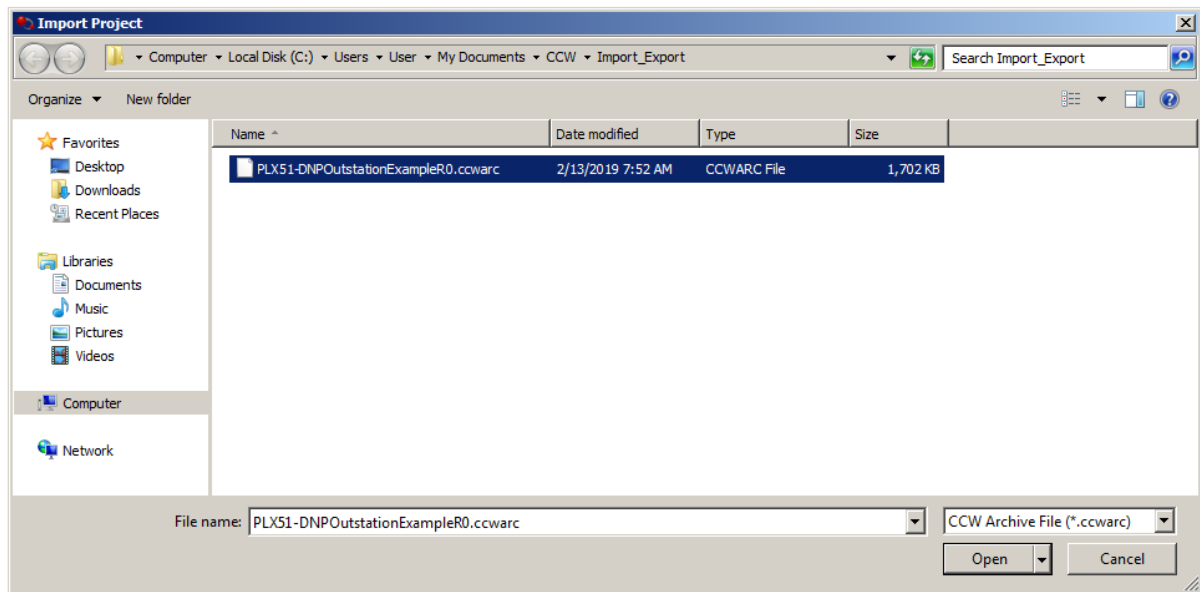 Import Project
Computer Local Disk (C:) Users User My Documents CCW Import_Export Search Import_Export
Organize New folder
Name Date modified Type Size
Favorites
Desktop
Downloads
Recent Places
Libraries
Documents
Music
Pictures
Videos
Computer
Network
PLX51-DNPOutstationExampleR0.ccwarc 2/13/2019 7:52 AM CCWARC File 1,702 KB
File name: PLX51-DNPOutstationExampleR0.ccwarc CCW Archive File (*.ccwarc)
Open Cancel